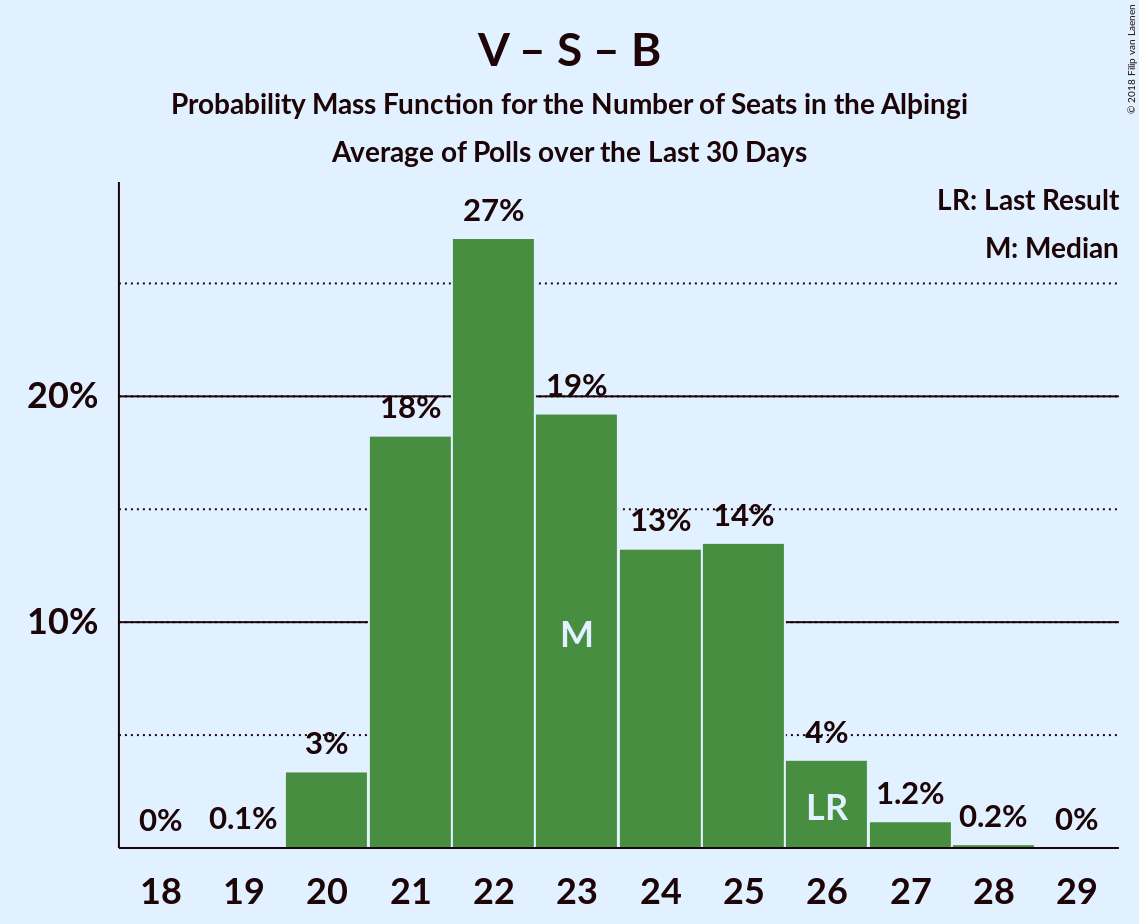 V – S – B
Probability Mass Function for the Number of Seats in the Alþingi
Average of Polls over the Last 30 Days
© 2018 Filip van Laenen
LR: Last Result
M: Median
27%
20%
19%
18%
14%
13%
10%
M
4%
3%
LR
1.2%
0%
0.1%
0.2%
0%
18 19 20 21 22 23 24 25 26 27 28 29